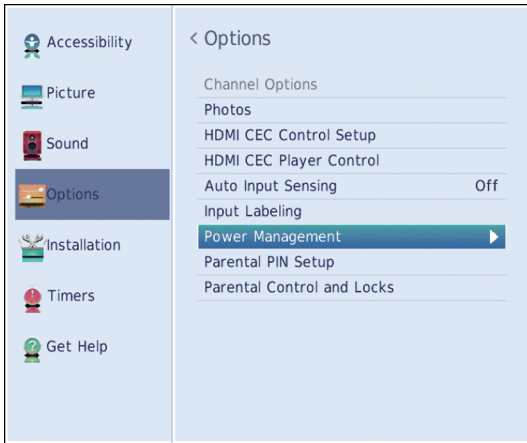 Accessibility
Picture
Sound
Options
Installation
Timers
Get Help
< Options
Channel Options
Photos
HDMI CEC Control Setup
HDMI CEC Player Control
Auto Input Sensing Off
Input Labeling
Power Management
Parental PIN Setup
Parental Control and Locks